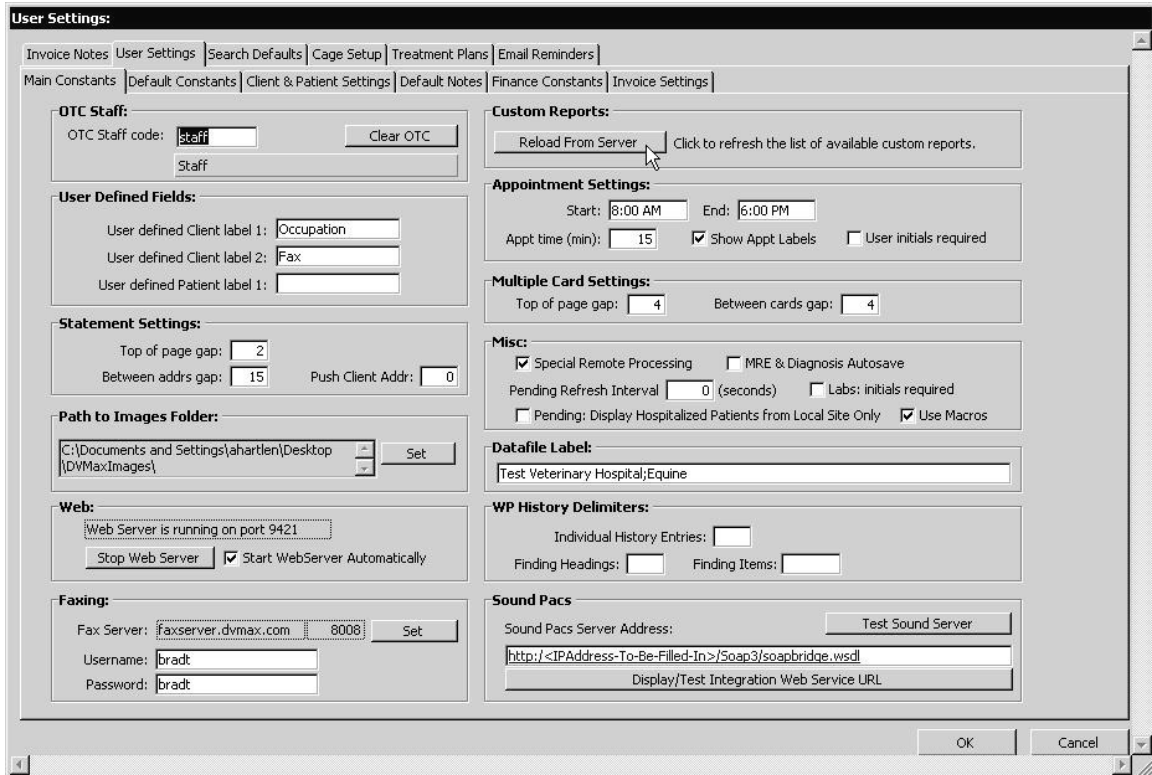 User Settings:
Invoice Notes User Settings Search Defaults Cage Setup Treatment Plans Email Reminders
Main Constants Default Constants Client & Patient Settings Default Notes Finance Constants Invoice Settings
OTC Staff:
OTC Staff code: staff Clear OTC
Staff
User Defined Fields:
User defined Client label 1: Occupation
User defined Client label 2: Fax
User defined Patient label 1:
Statement Settings:
Top of page gap: 2
Between addrs gap: 15 Push Client Addr: 0
Path to Images Folder:
C:\Documents and Settings\ahartlen\Desktop
\DVMaxImages\ Set
Web:
Web Server is running on port 9421
Stop Web Server Start WebServer Automatically
Faxing:
Fax Server: faxserver.dvmax.com 8008 Set
Username: bradt
Password: bradt
Custom Reports:
Reload From Server Click to refresh the list of available custom reports.
Appointment Settings:
Start: 8:00 AM End: 6:00 PM
Appt time (min): 15 Show Appt Labels User initials required
Multiple Card Settings:
Top of page gap: 4 Between cards gap: 4
Misc:
Special Remote Processing MRE & Diagnosis Autosave
Pending Refresh Interval 0 (seconds) Labs: initials required
Pending: Display Hospitalized Patients from Local Site Only Use Macros
Datafile Label:
Test Veterinary Hospital;Equine
WP History Delimiters:
Individual History Entries:
Finding Headings: Finding Items:
Sound Pacs
Sound Pacs Server Address: Test Sound Server
http:/<IPAddress-To-Be-Filled-In>/Soap3/soapbridge.wsdl
Display/Test Integration Web Service URL
OK Cancel